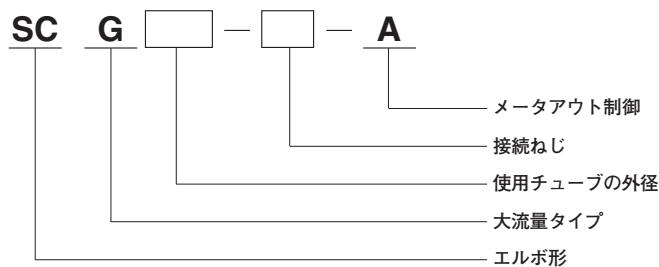 SC G — — A
メータアウト制御
接続ねじ
使用チューブの外径
大流量タイプ
エルボ形